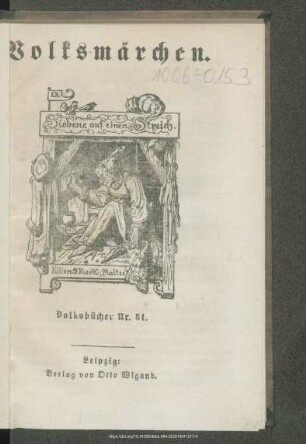 Volksmärchen.
1006-0153
Siebene auf einen Streich.
Volksbücher Nr. 51.
Leipzig:
Verlag von Otto Wigand.